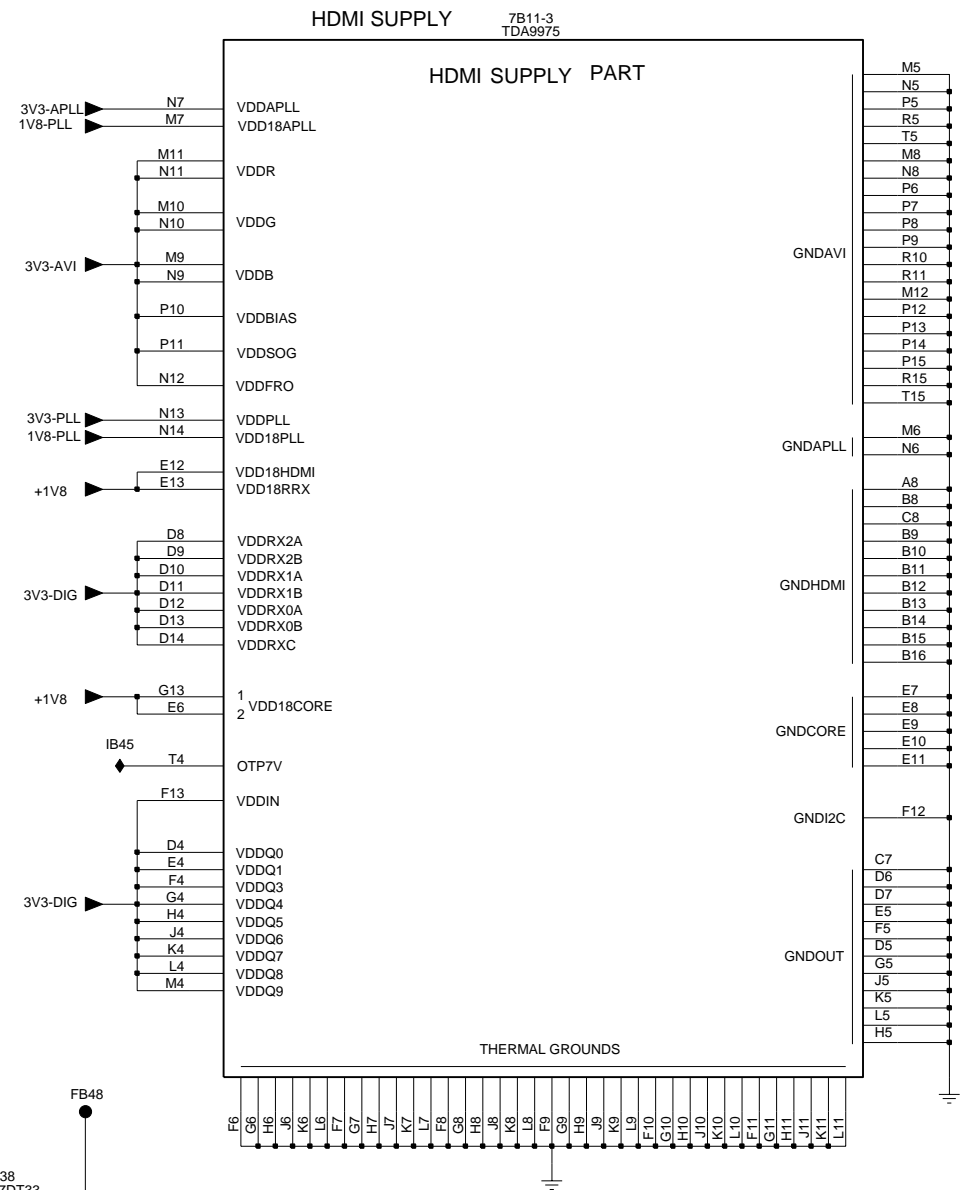 HDMI SUPPLY
7B11-3
TDA9975
HDMI SUPPLY PART
3V3-APLL N7 VDDAPLL
1V8-PLL M7 VDD18APLL
M11
N11 VDDR
M10
N10 VDDG
3V3-AVI M9
N9 VDDB
P10 VDDBIAS
P11 VDDSOG
N12 VDDFRO
3V3-PLL N13 VDDPLL
1V8-PLL N14 VDD18PLL
E12 VDD18HDMI
+1V8 E13 VDD18RRX
D8 VDDRX2A
D9 VDDRX2B
D10 VDDRX1A
3V3-DIG D11 VDDRX1B
D12 VDDRX0A
D13 VDDRX0B
D14 VDDRXC
+1V8 G13 1
E6 2 VDD18CORE
IB45
T4 OTP7V
F13 VDDIN
D4 VDDQ0
E4 VDDQ1
F4 VDDQ3
3V3-DIG G4 VDDQ4
H4 VDDQ5
J4 VDDQ6
K4 VDDQ7
L4 VDDQ8
M4 VDDQ9
M5
N5
P5
R5
T5
M8
N8
P6
P7
P8
P9
GNDAVI
R10
R11
M12
P12
P13
P14
P15
R15
T15
M6
GNDAPLL
N6
A8
B8
C8
B9
B10
B11
GNDHDMI
B12
B13
B14
B15
B16
E7
E8
GNDCORE
E9
E10
E11
GNDI2C F12
C7
D6
D7
E5
F5
D5
GNDOUT
G5
J5
K5
L5
H5
THERMAL GROUNDS
F6 G6 H6 J6 K6 L6 F7 G7 H7 J7 K7 L7 F8 G8 H8 J8 K8 L8 F9 G9 H9 J9 K9 L9 F10 G10 H10 J10 K10 L10 F11 G11 H11 J11 K11 L11
FB48
38